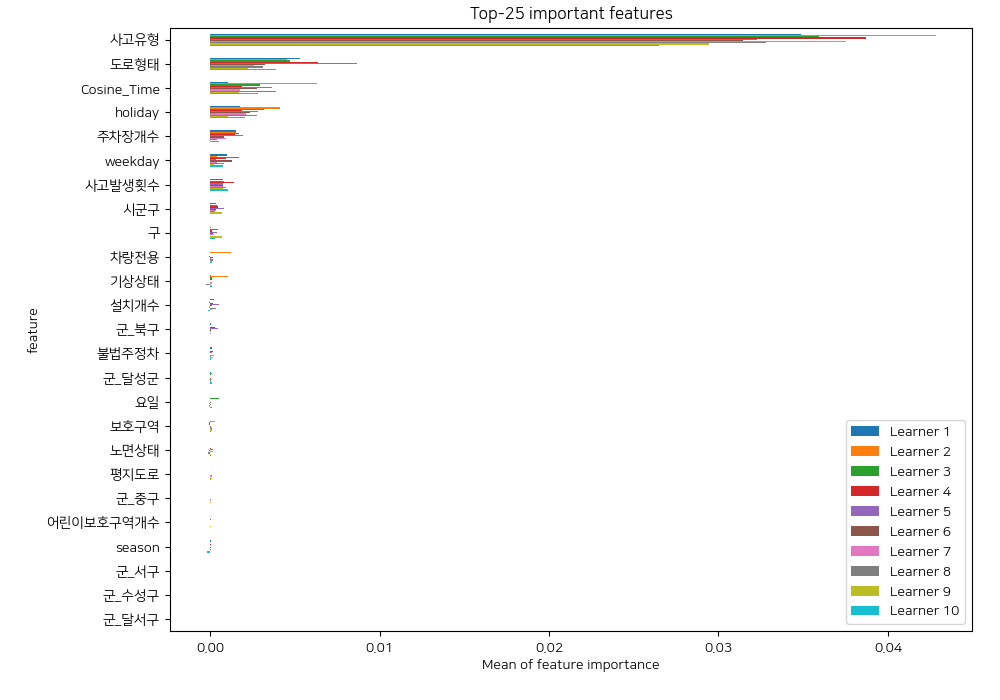 Top-25 important features
사고유형
도로형태
Cosine_Time
holiday
주차장개수
weekday
사고발생횟수
시군구
구
차량전용
기상상태
설치개수
군_북구
불법주정차
군_달성군
요일
보호구역
노면상태
평지도로
군_중구
어린이보호구역개수
season
군_서구
군_수성구
군_달서구
feature
0.00 0.01 0.02 0.03 0.04
Mean of feature importance
Learner 1
Learner 2
Learner 3
Learner 4
Learner 5
Learner 6
Learner 7
Learner 8
Learner 9
Learner 10